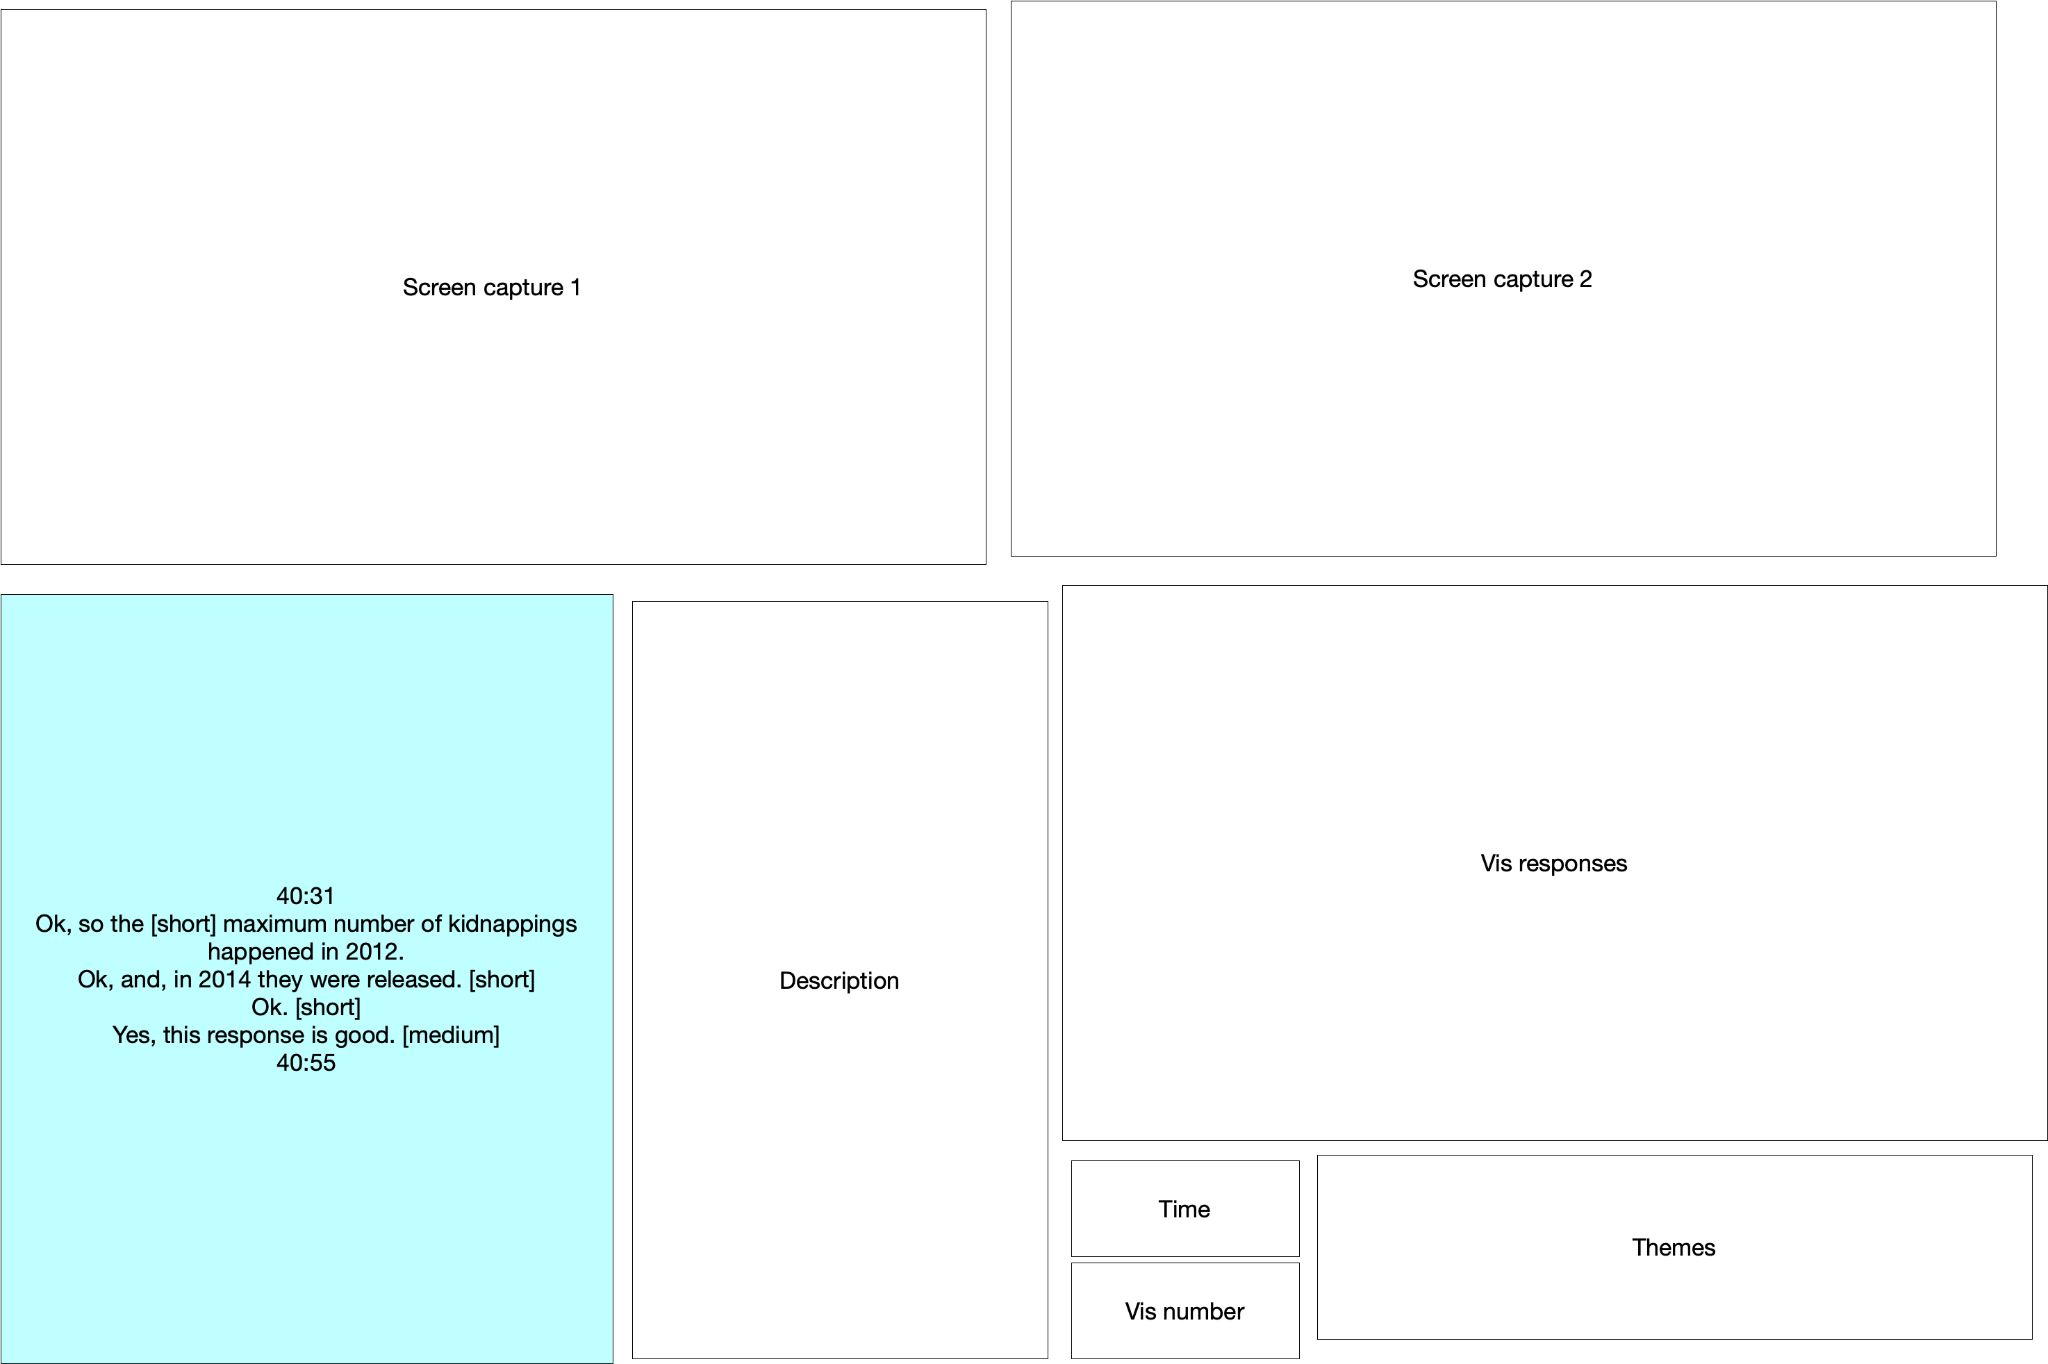 Screen capture 1
Screen capture 2
40:31
Ok, so the [short] maximum number of kidnappings
happened in 2012.
Ok, and, in 2014 they were released. [short]
Ok. [short]
Yes, this response is good. [medium]
40:55
Description
Vis responses
Time
Vis number
Themes